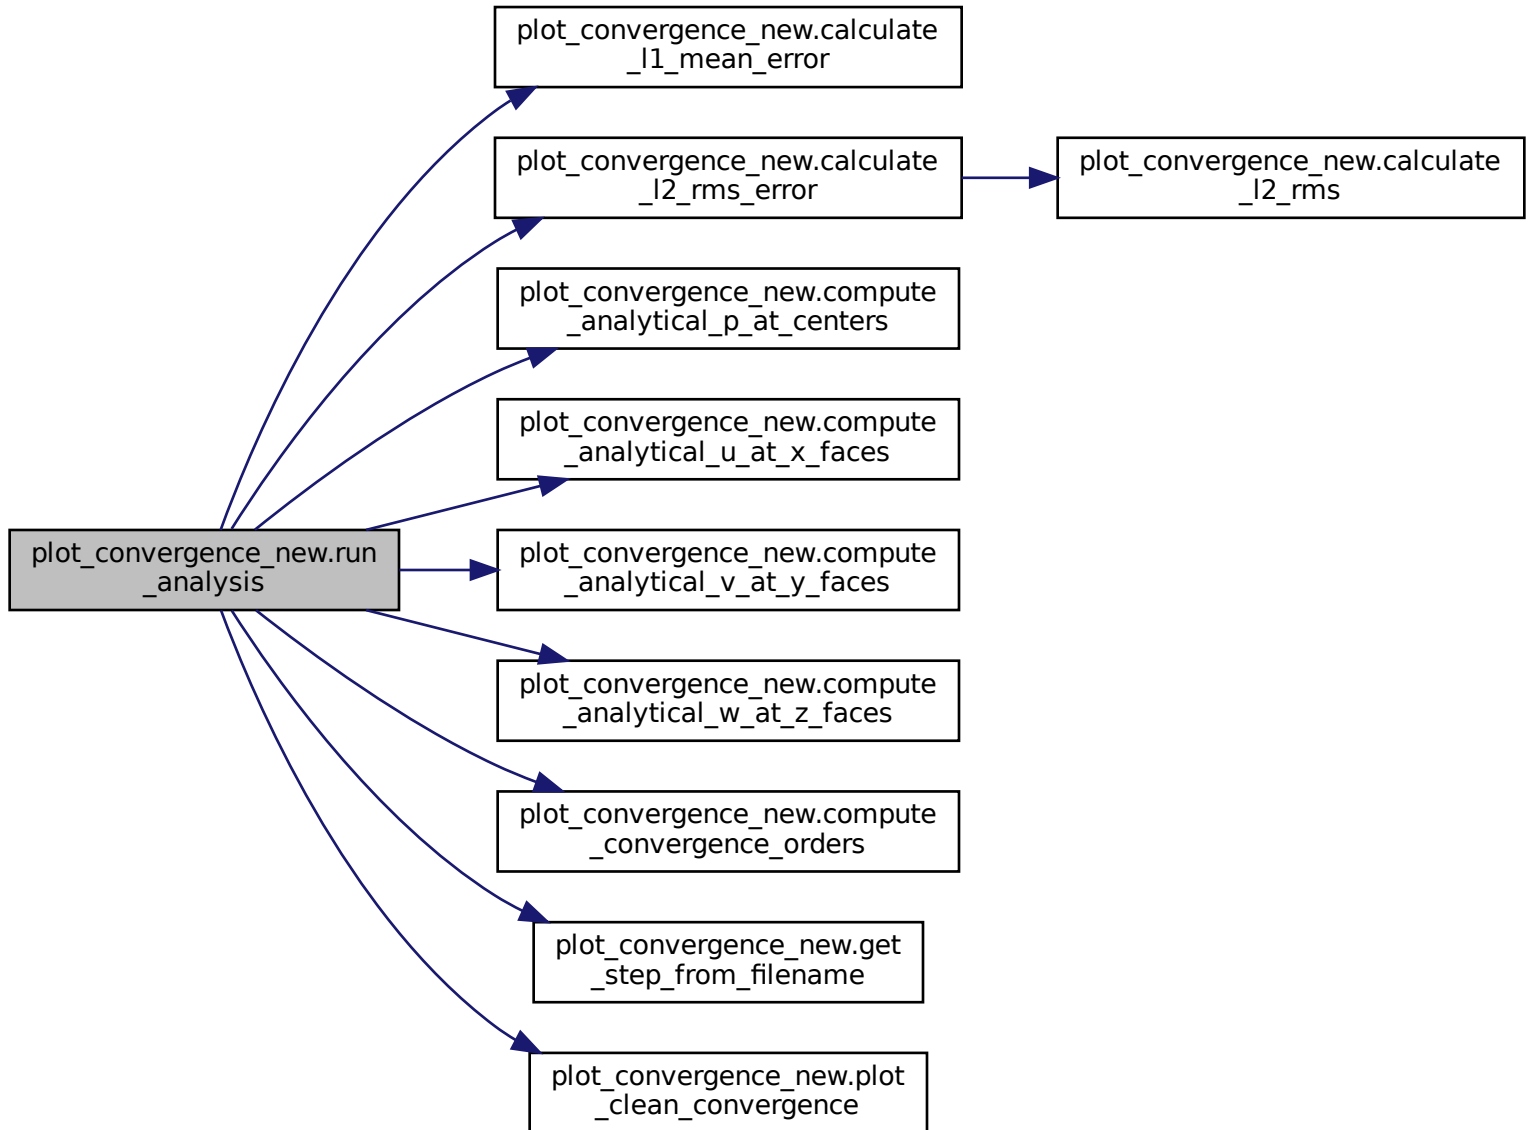 plot_convergence_new.calculate
_l1_mean_error
plot_convergence_new.calculate
_l2_rms_error
plot_convergence_new.calculate
_l2_rms
plot_convergence_new.compute
_analytical_p_at_centers
plot_convergence_new.compute
_analytical_u_at_x_faces
plot_convergence_new.run
_analysis
plot_convergence_new.compute
_analytical_v_at_y_faces
plot_convergence_new.compute
_analytical_w_at_z_faces
plot_convergence_new.compute
_convergence_orders
plot_convergence_new.get
_step_from_filename
plot_convergence_new.plot
_clean_convergence